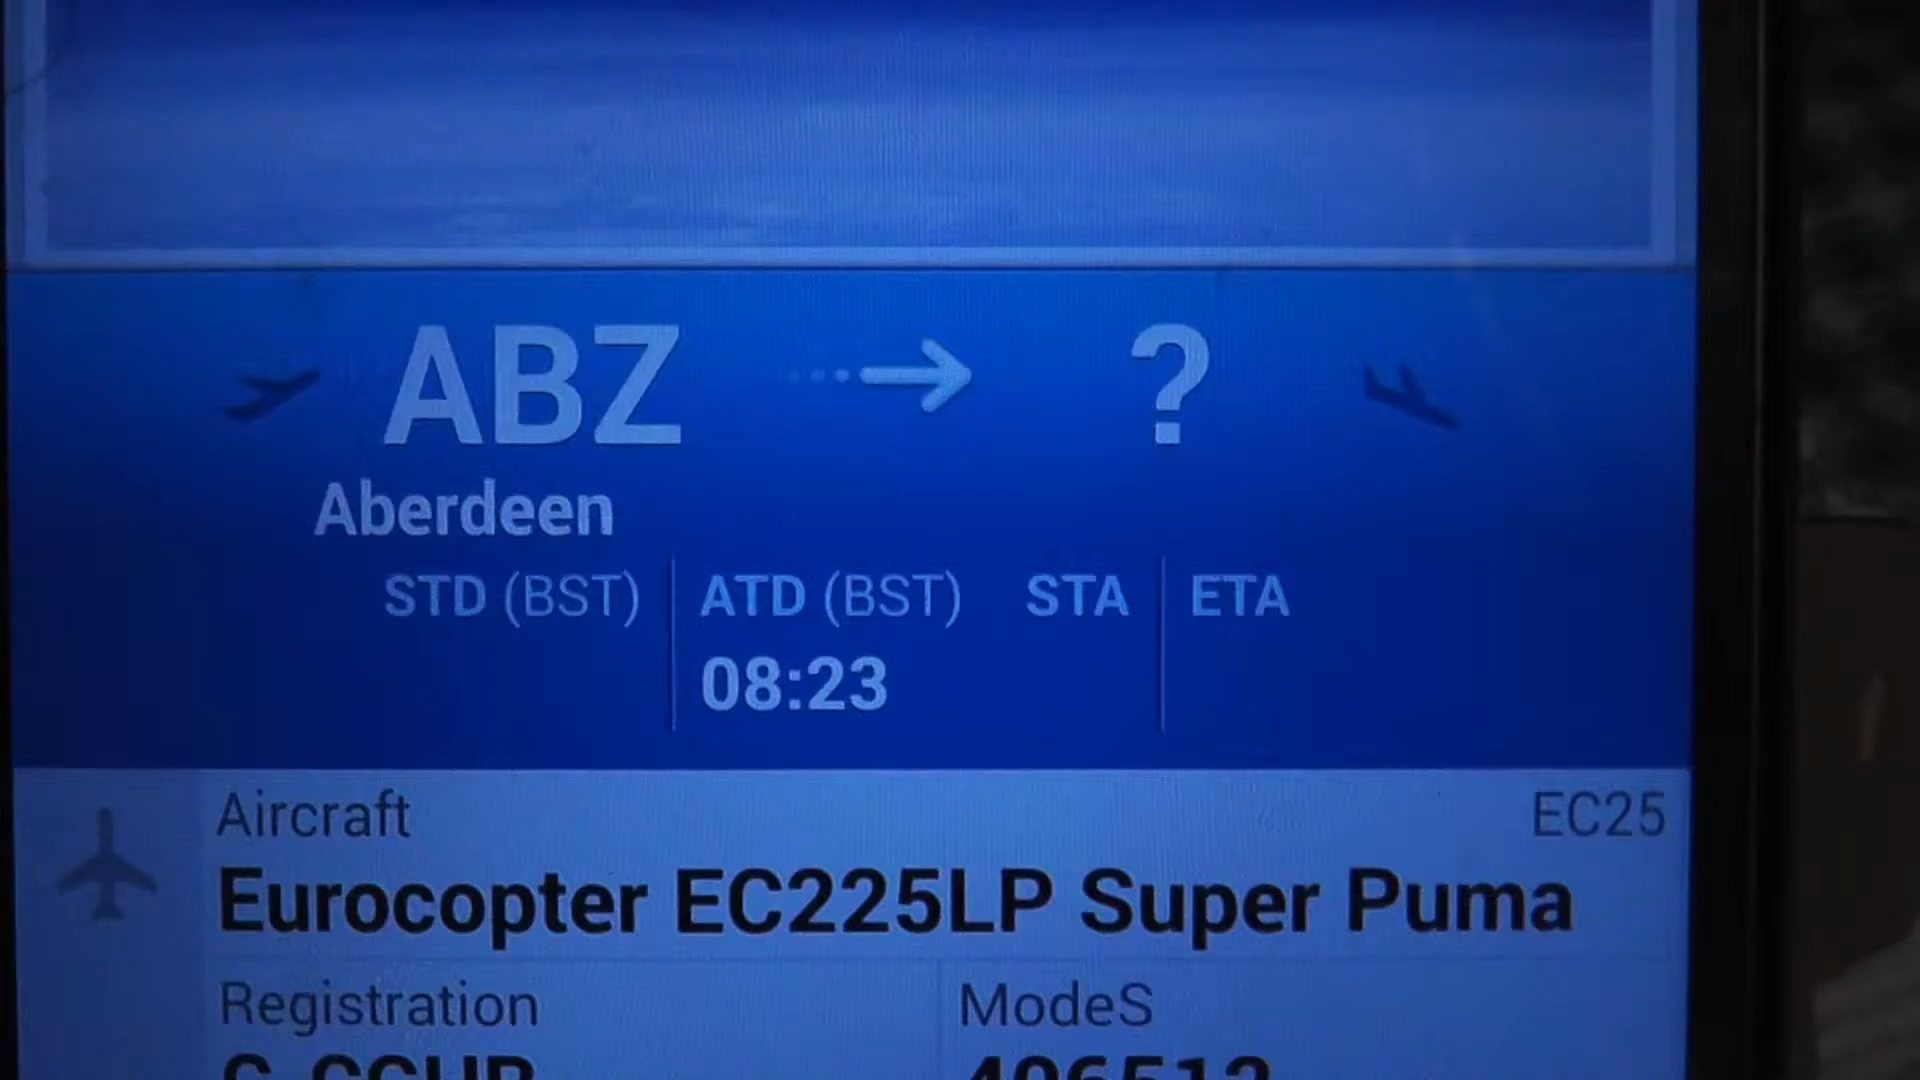 ABZ ?
Aberdeen
STD (BST) ATD (BST) STA ETA
08:23
Aircraft EC25
Eurocopter EC225LP Super Puma
Registration ModeS